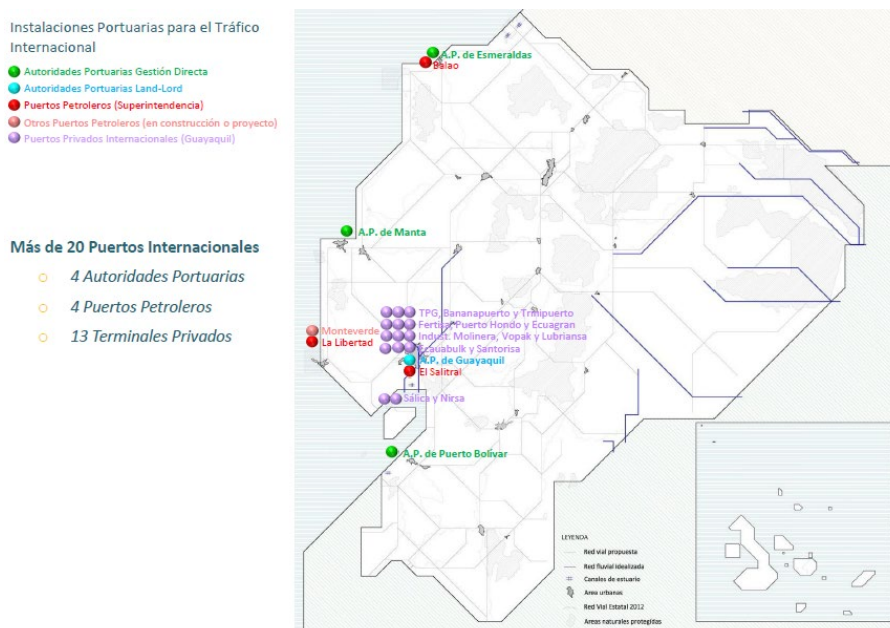 Instalaciones Portuarias para el Tráfico
Internacional
Autoridades Portuarias Gestión Directa
Autoridades Portuarias Land-Lord
Puertos Petroleros (Superintendencia)
Otros Puertos Petroleros (en construcción o proyecto)
Puertos Privados Internacionales (Guayaquil)
Más de 20 Puertos Internacionales
4 Autoridades Portuarias
4 Puertos Petroleros
13 Terminales Privados
A.P. de Esmeraldas
Balao
A.P. de Manta
TPG, Bananapuerto y Trinipuerto
Fertisa, Puerto Hondo y Ecuagran
Monteverde
Indust. Molinera, Vopak y Lubriansa
La Libertad
Ecuabulk y Santorisa
A.P. de Guayaquil
El Salitral
Sálica y Nirsa
A.P. de Puerto Bolívar
LEYENDA
Red vial propuesta
Red fluvial Idealizada
Canales de estuario
Area urbanas
Red Vial Estatal 2012
Areas naturales protegidas